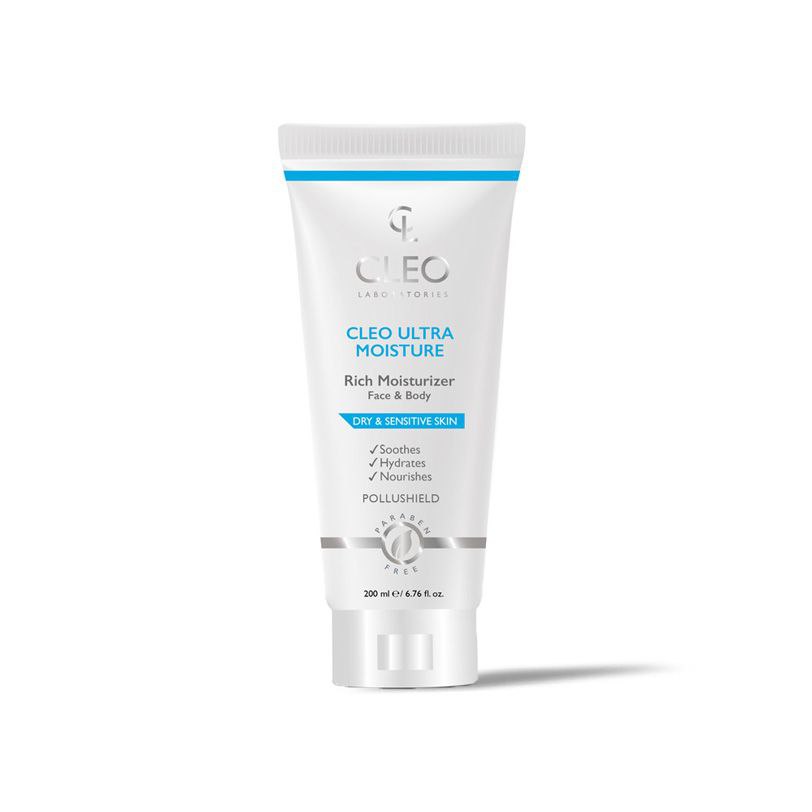 CL
CLEO
LABORATORIES
CLEO ULTRA
MOISTURE
Rich Moisturizer
Face & Body
DRY & SENSITIVE SKIN
✓Soothes
✓Hydrates
✓Nourishes
POLLUSHIELD
PARABEN
FREE
200 ml ℮/ 6.76 fl. oz.